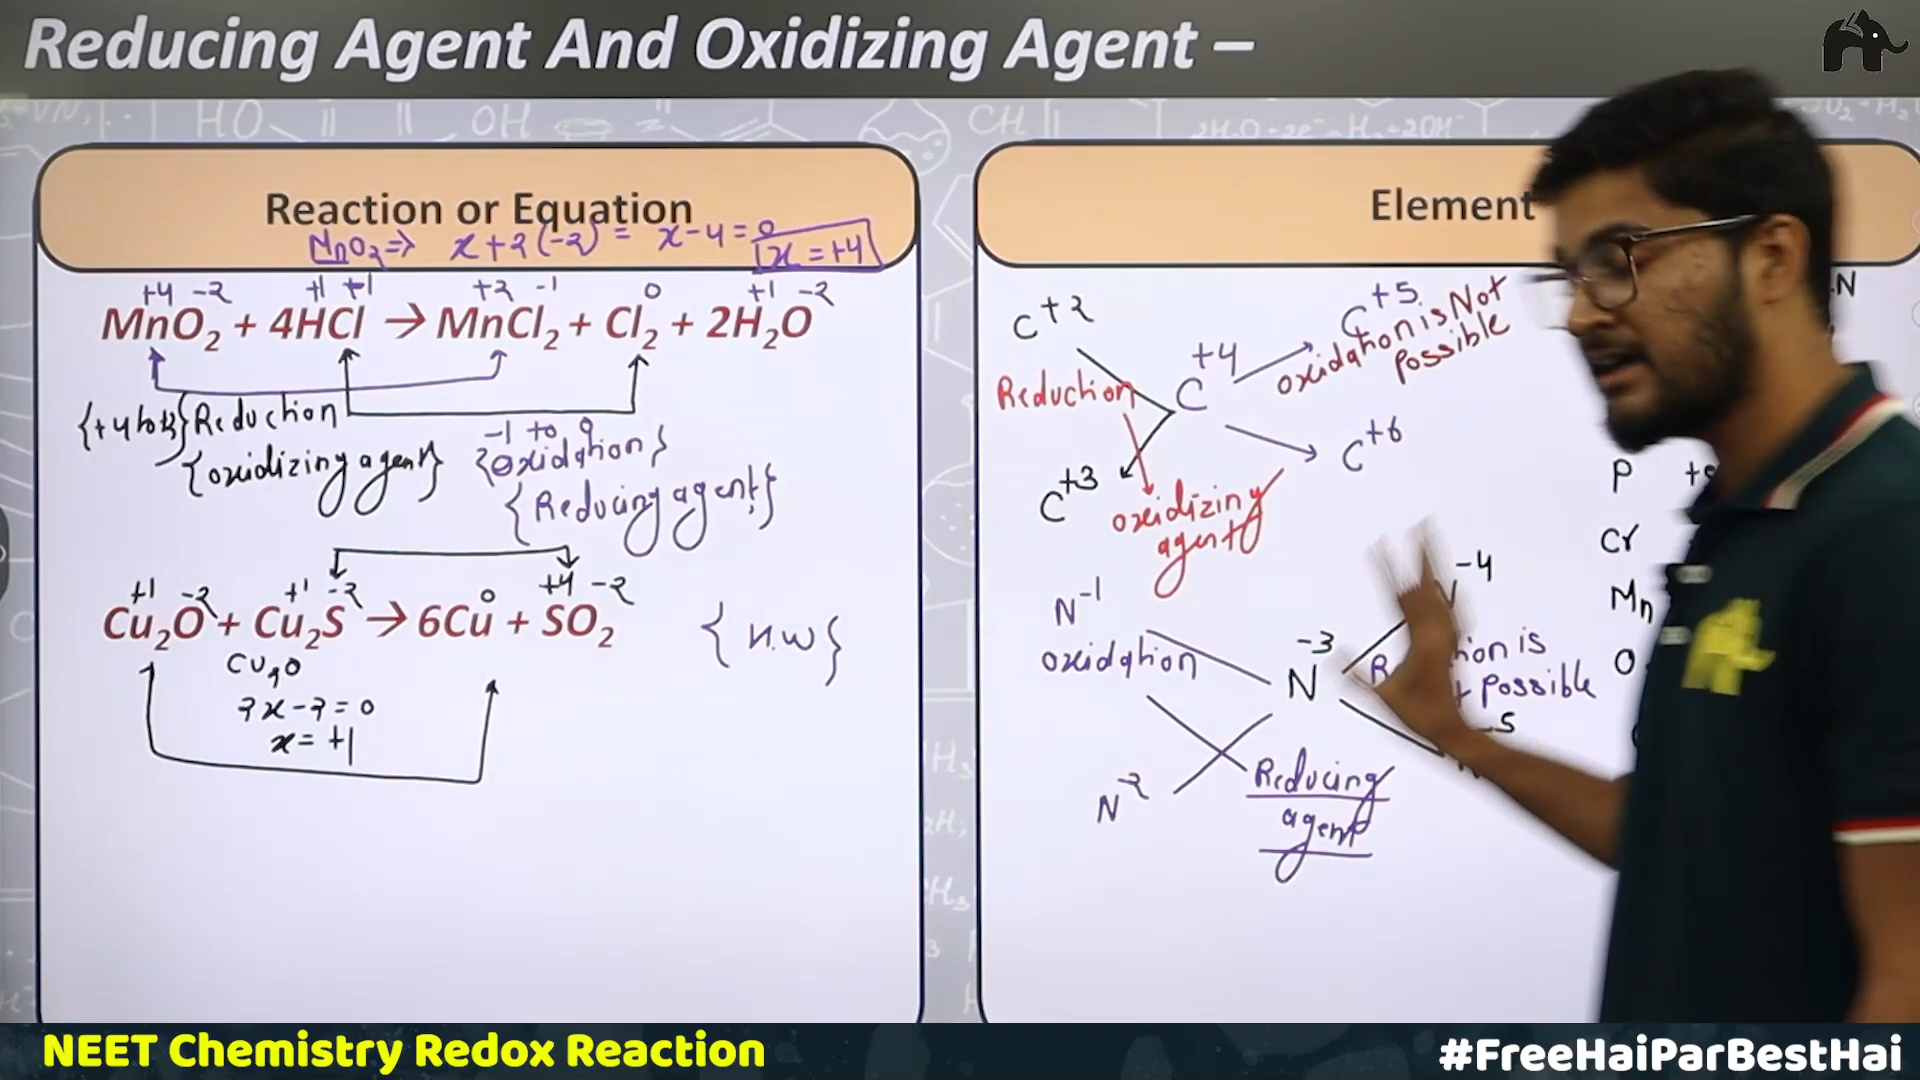 Reducing Agent And Oxidizing Agent –
Reaction or Equation
MnO2 => x+2(-2) = x-4=0
x=+4
+4 -2 +1 +1 +2 -1 0 +1 -2
MnO2 + 4HCl → MnCl2 + Cl2 + 2H2O
Reduction
{oxidizing agent}
-1 to 0
{oxidation}
{Reducing agent}
+1 -2 +1 -2 0 +4 -2
Cu2O + Cu2S → 6Cu + SO2
{H.W}
2x-2=0
x= +1
Element
C+2
C+5
oxidation is Not
possible
+4
C
Reduction
C+6
C+3
oxidizing
agent
N-1
oxidation
-3
N
-4
is
possible
-5
N-2
Reducing
agent
N
P
Cr
Mn
O
NEET Chemistry Redox Reaction
#FreeHaiParBestHai